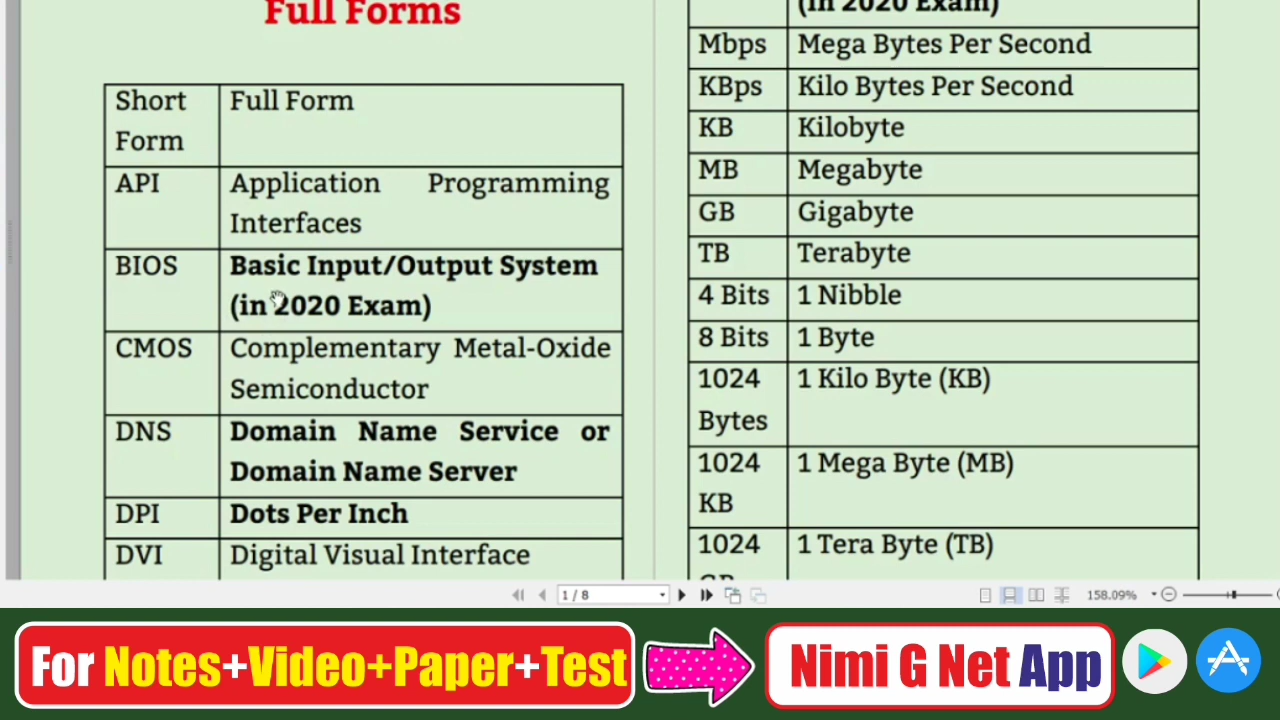 Full Forms
Short Form	Full Form
API	Application Programming Interfaces
BIOS	Basic Input/Output System (in 2020 Exam)
CMOS	Complementary Metal-Oxide Semiconductor
DNS	Domain Name Service or Domain Name Server
DPI	Dots Per Inch
DVI	Digital Visual Interface
(in 2020 Exam)
Mbps	Mega Bytes Per Second
KBps	Kilo Bytes Per Second
KB	Kilobyte
MB	Megabyte
GB	Gigabyte
TB	Terabyte
4 Bits	1 Nibble
8 Bits	1 Byte
1024 Bytes	1 Kilo Byte (KB)
1024 KB	1 Mega Byte (MB)
1024	1 Tera Byte (TB)
1 / 8
158.09%
For Notes+Video+Paper+Test
Nimi G Net App